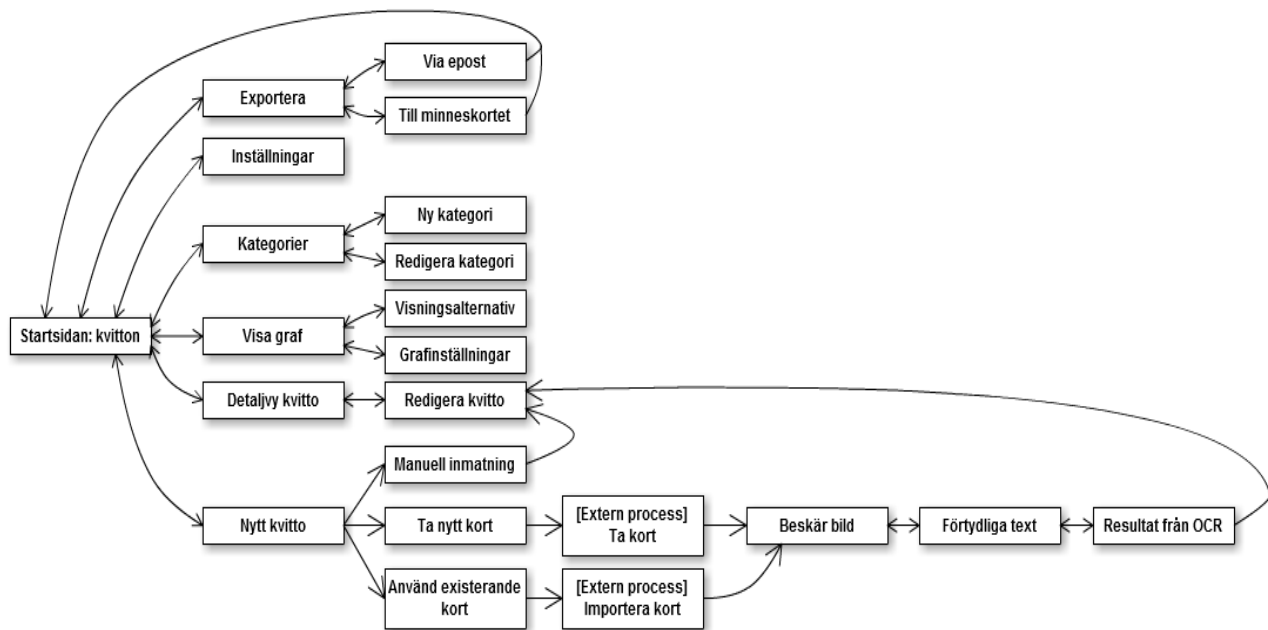 Via epost
Exportera
Till minneskortet
Inställningar
Ny kategori
Kategorier
Redigera kategori
Visningsalternativ
Startsidan: kvitton
Visa graf
Grafinställningar
Detaljvy kvitto
Redigera kvitto
Manuell inmatning
Nytt kvitto
Ta nytt kort
[Extern process]
Ta kort
Beskär bild
Förtydliga text
Resultat från OCR
Använd existerande
kort
[Extern process]
Importera kort